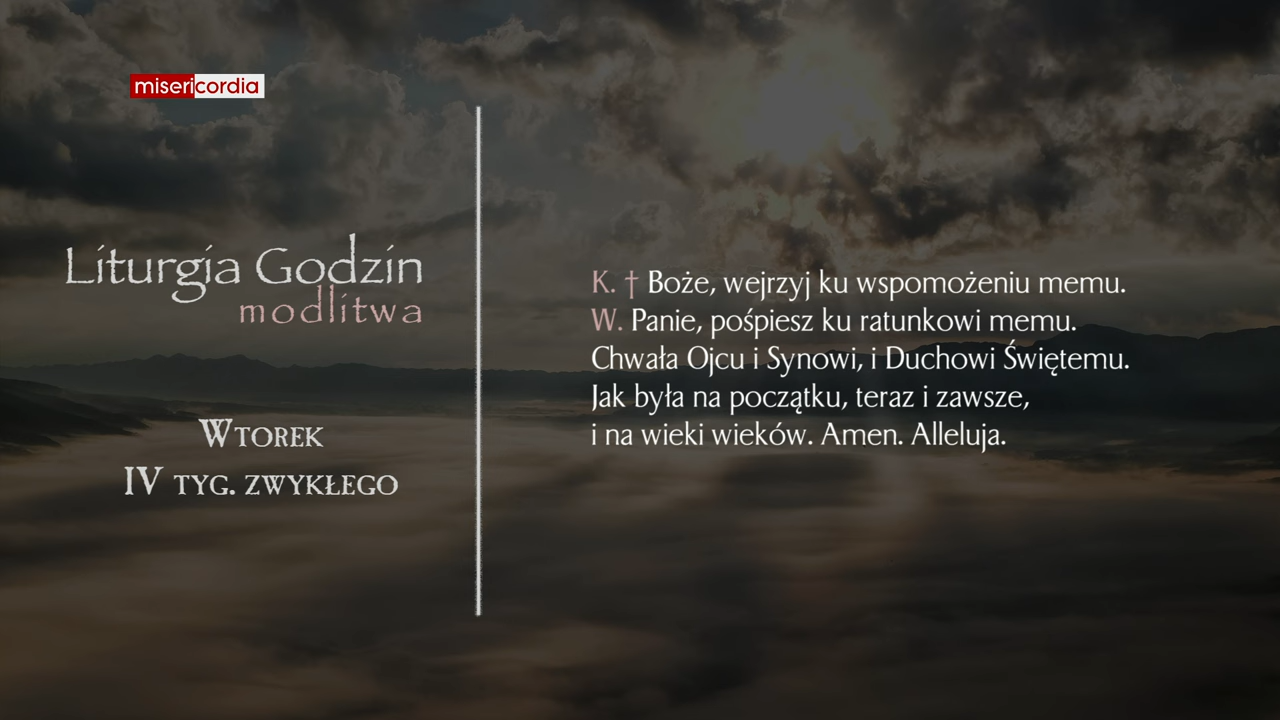 misericordia
Liturgia Godzin
modlitwa
Wtorek
IV tyg. zwykłego
K. † Boże, wejrzyj ku wspomożeniu memu.
W. Panie, pośpiesz ku ratunkowi memu.
Chwała Ojcu i Synowi, i Duchowi Świętemu.
Jak była na początku, teraz i zawsze,
i na wieki wieków. Amen. Alleluja.